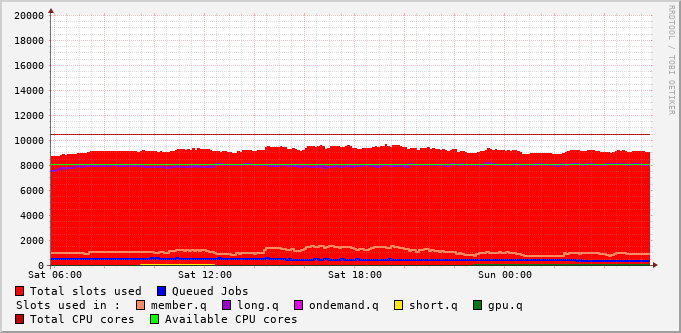 RRDTOOL / TOBI OETIKER
20000
18000
16000
14000
12000
10000
8000
6000
4000
2000
0
Sat 06:00 Sat 12:00 Sat 18:00 Sun 00:00
Total slots used Queued Jobs
Slots used in : member.q long.q ondemand.q short.q gpu.q
Total CPU cores Available CPU cores